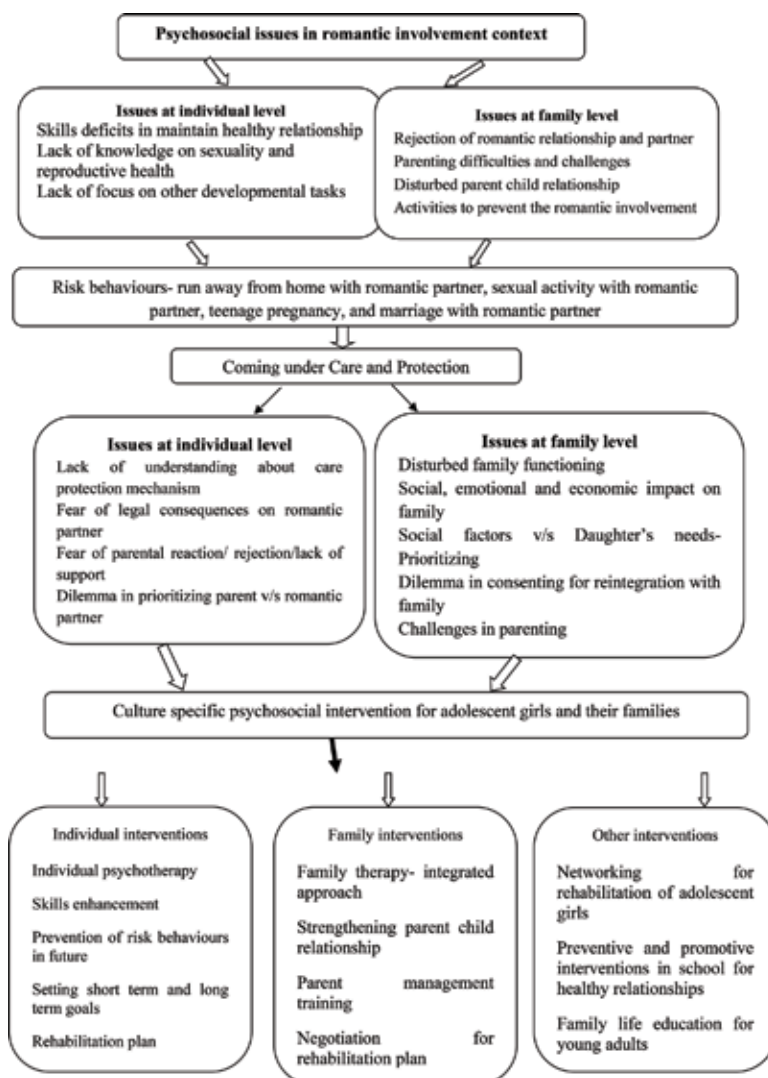 Psychosocial issues in romantic involvement context
Issues at individual level
Skills deficits in maintain healthy relationship
Lack of knowledge on sexuality and
reproductive health
Lack of focus on other developmental tasks
Issues at family level
Rejection of romantic relationship and partner
Parenting difficulties and challenges
Disturbed parent child relationship
Activities to prevent the romantic involvement
Risk behaviours- run away from home with romantic partner, sexual activity with romantic
partner, teenage pregnancy, and marriage with romantic partner
Coming under Care and Protection
Issues at individual level
Lack of understanding about care
protection mechanism
Fear of legal consequences on romantic
partner
Fear of parental reaction/ rejection/lack of
support
Dilemma in prioritizing parent v/s romantic
partner
Issues at family level
Disturbed family functioning
Social, emotional and economic impact on
family
Social factors v/s Daughter's needs-
Prioritizing
Dilemma in consenting for reintegration with
family
Challenges in parenting
Culture specific psychosocial intervention for adolescent girls and their families
Individual interventions
Individual psychotherapy
Skills enhancement
Prevention of risk behaviours
in future
Setting short term and long
term goals
Rehabilitation plan
Family interventions
Family therapy- integrated
approach
Strengthening parent child
relationship
Parent management
training
Negotiation for
rehabilitation plan
Other interventions
Networking for
rehabilitation of adolescent
girls
Preventive and promotive
interventions in school for
healthy relationships
Family life education for
young adults